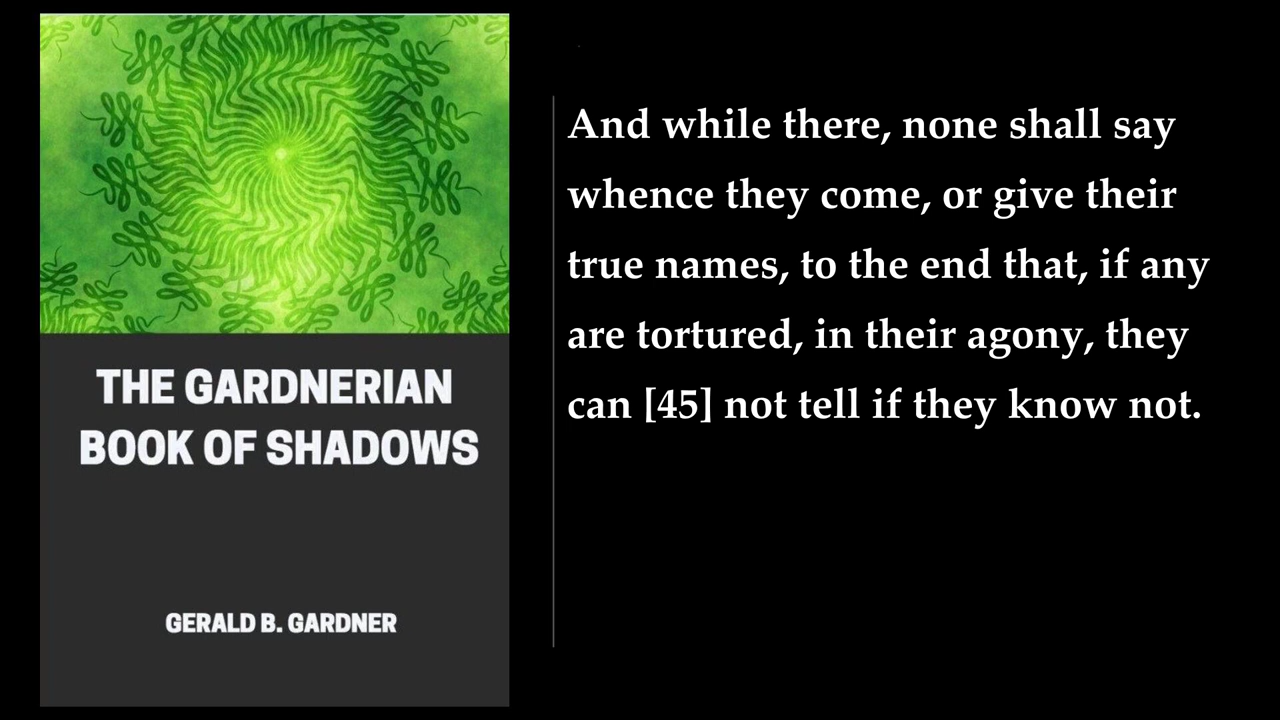 THE GARDNERIAN
BOOK OF SHADOWS
GERALD B. GARDNER
And while there, none shall say
whence they come, or give their
true names, to the end that, if any
are tortured, in their agony, they
can [45] not tell if they know not.